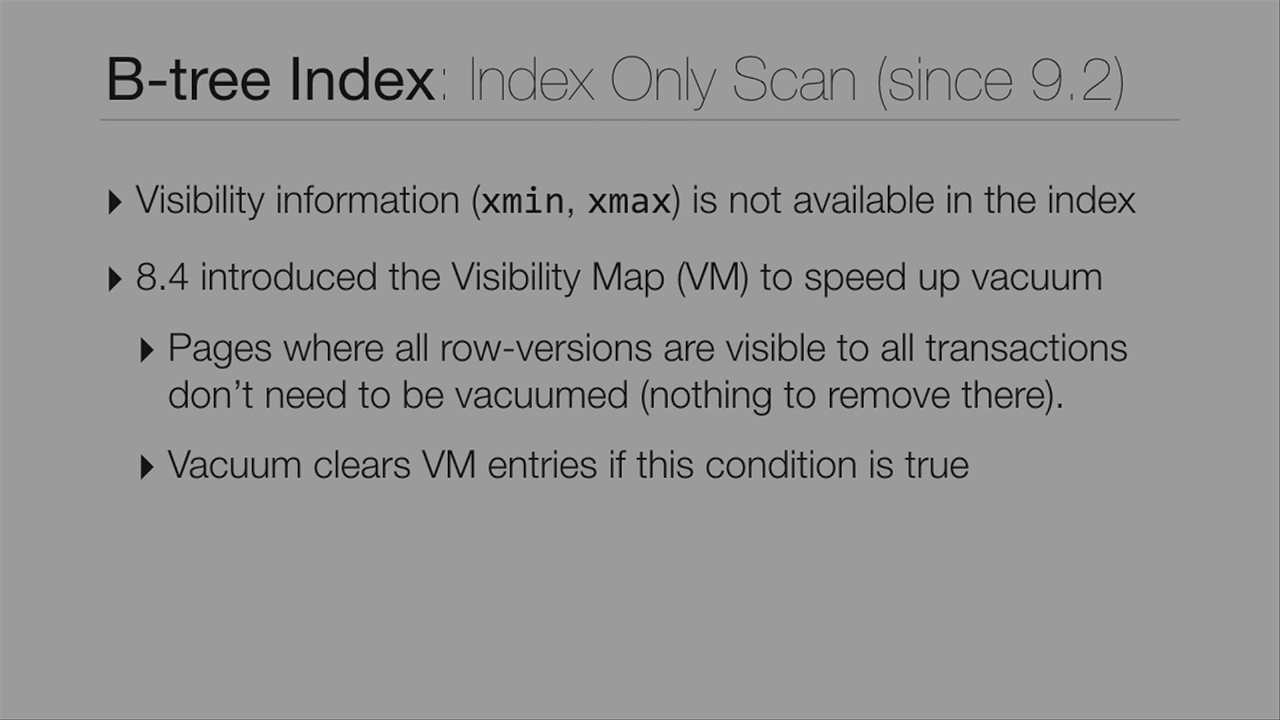 B-tree Index: Index Only Scan (since 9.2)
‣ Visibility information (xmin, xmax) is not available in the index
‣ 8.4 introduced the Visibility Map (VM) to speed up vacuum
‣ Pages where all row-versions are visible to all transactions
don’t need to be vacuumed (nothing to remove there).
‣ Vacuum clears VM entries if this condition is true